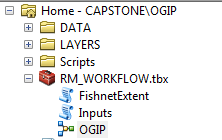 Home - CAPSTONE\OGIP
DATA
LAYERS
Scripts
RM_WORKFLOW.tbx
FishnetExtent
Inputs
OGIP